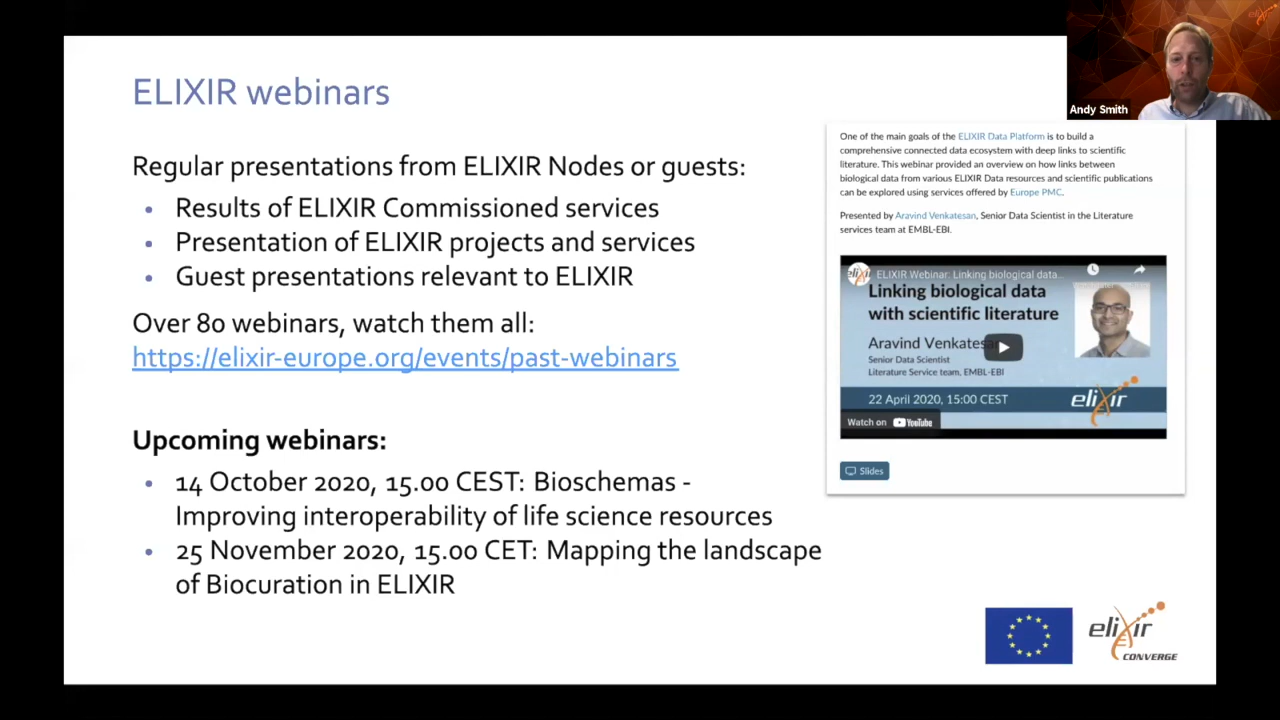 ELIXIR webinars
Regular presentations from ELIXIR Nodes or guests:
• Results of ELIXIR Commissioned services
• Presentation of ELIXIR projects and services
• Guest presentations relevant to ELIXIR
Over 80 webinars, watch them all:
https://elixir-europe.org/events/past-webinars
Upcoming webinars:
• 14 October 2020, 15.00 CEST: Bioschemas -
Improving interoperability of life science resources
• 25 November 2020, 15.00 CET: Mapping the landscape
of Biocuration in ELIXIR
Andy Smith
One of the main goals of the ELIXIR Data Platform is to build a
comprehensive connected data ecosystem with deep links to scientific
literature. This webinar provided an overview on how links between
biological data from various ELIXIR Data resources and scientific publications
can be explored using services offered by Europe PMC.
Presented by Aravind Venkatesan, Senior Data Scientist in the Literature
services team at EMBL-EBI.
ELIXIR Webinar: Linking biological data...
Linking biological data
with scientific literature
Aravind Venkatesan
Senior Data Scientist
Literature Service team, EMBL-EBI
22 April 2020, 15:00 CEST
elixir
Watch on YouTube
Slides
elixir
CONVERGE